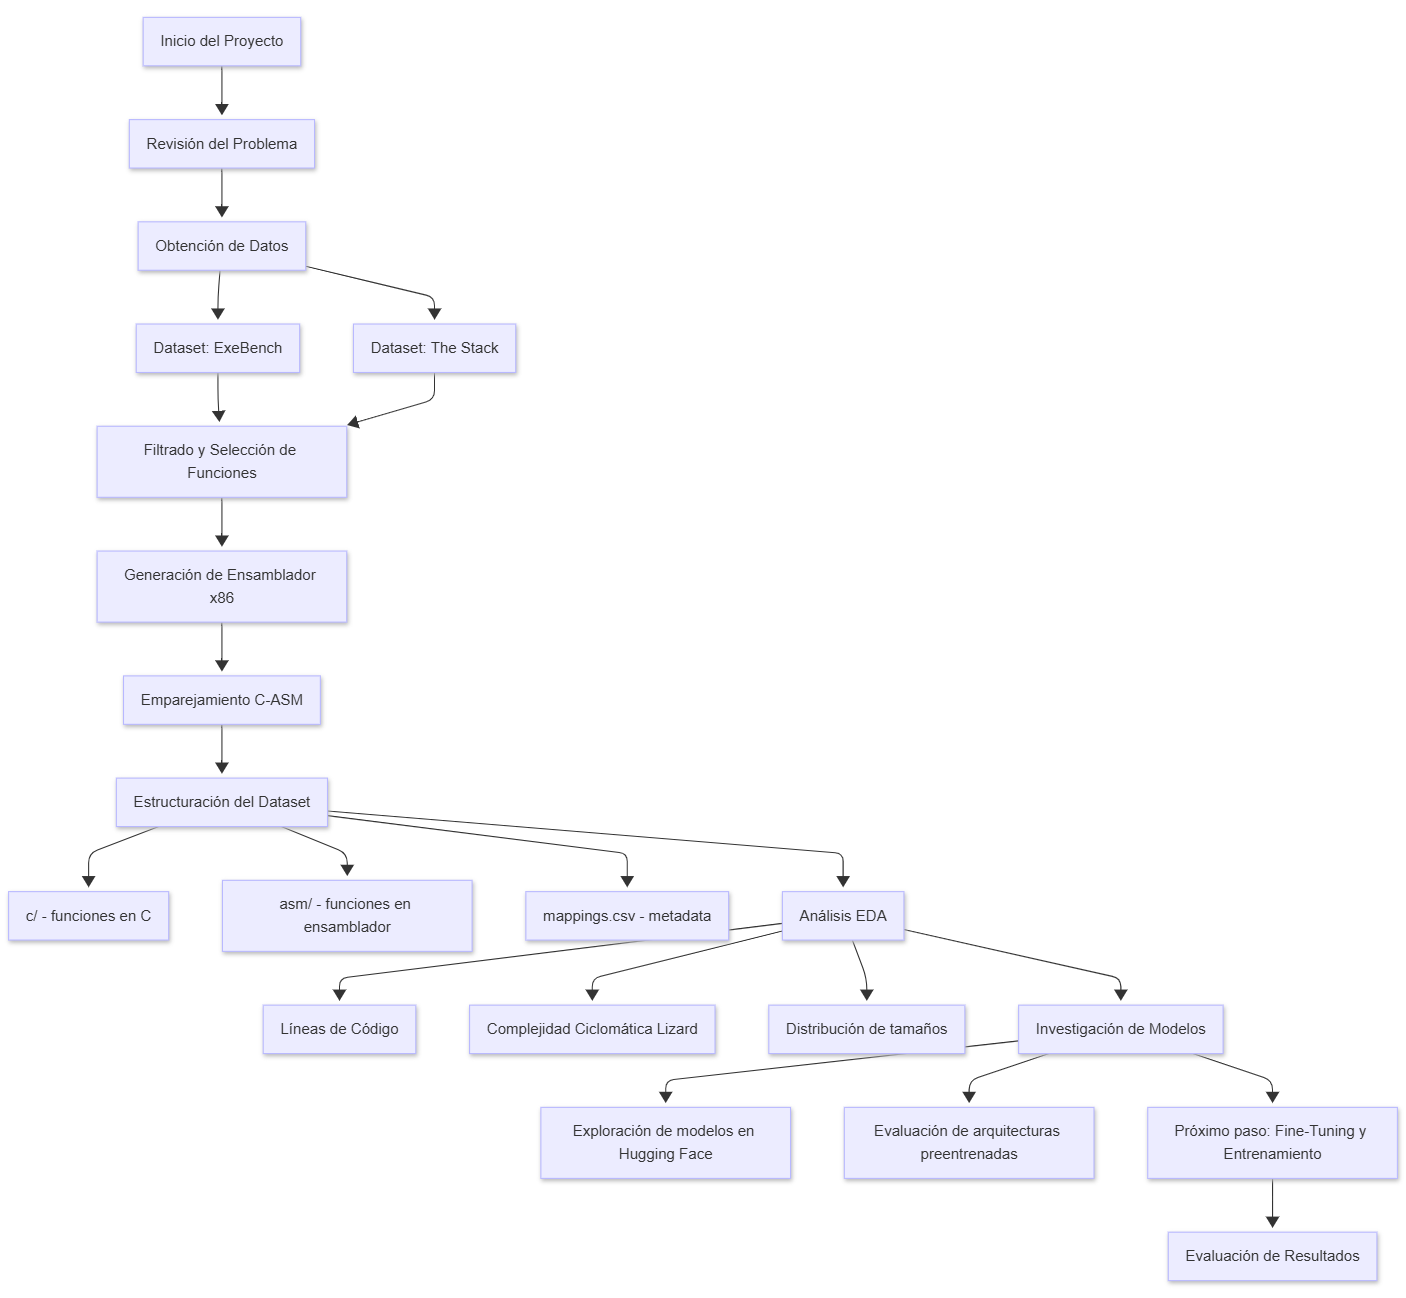 Inicio del Proyecto
Revisión del Problema
Obtención de Datos
Dataset: ExeBench
Dataset: The Stack
Filtrado y Selección de
Funciones
Generación de Ensamblador
x86
Emparejamiento C-ASM
Estructuración del Dataset
c/ - funciones en C
asm/ - funciones en
ensamblador
mappings.csv - metadata
Análisis EDA
Líneas de Código
Complejidad Ciclomática Lizard
Distribución de tamaños
Investigación de Modelos
Exploración de modelos en
Hugging Face
Evaluación de arquitecturas
preentrenadas
Próximo paso: Fine-Tuning y
Entrenamiento
Evaluación de Resultados